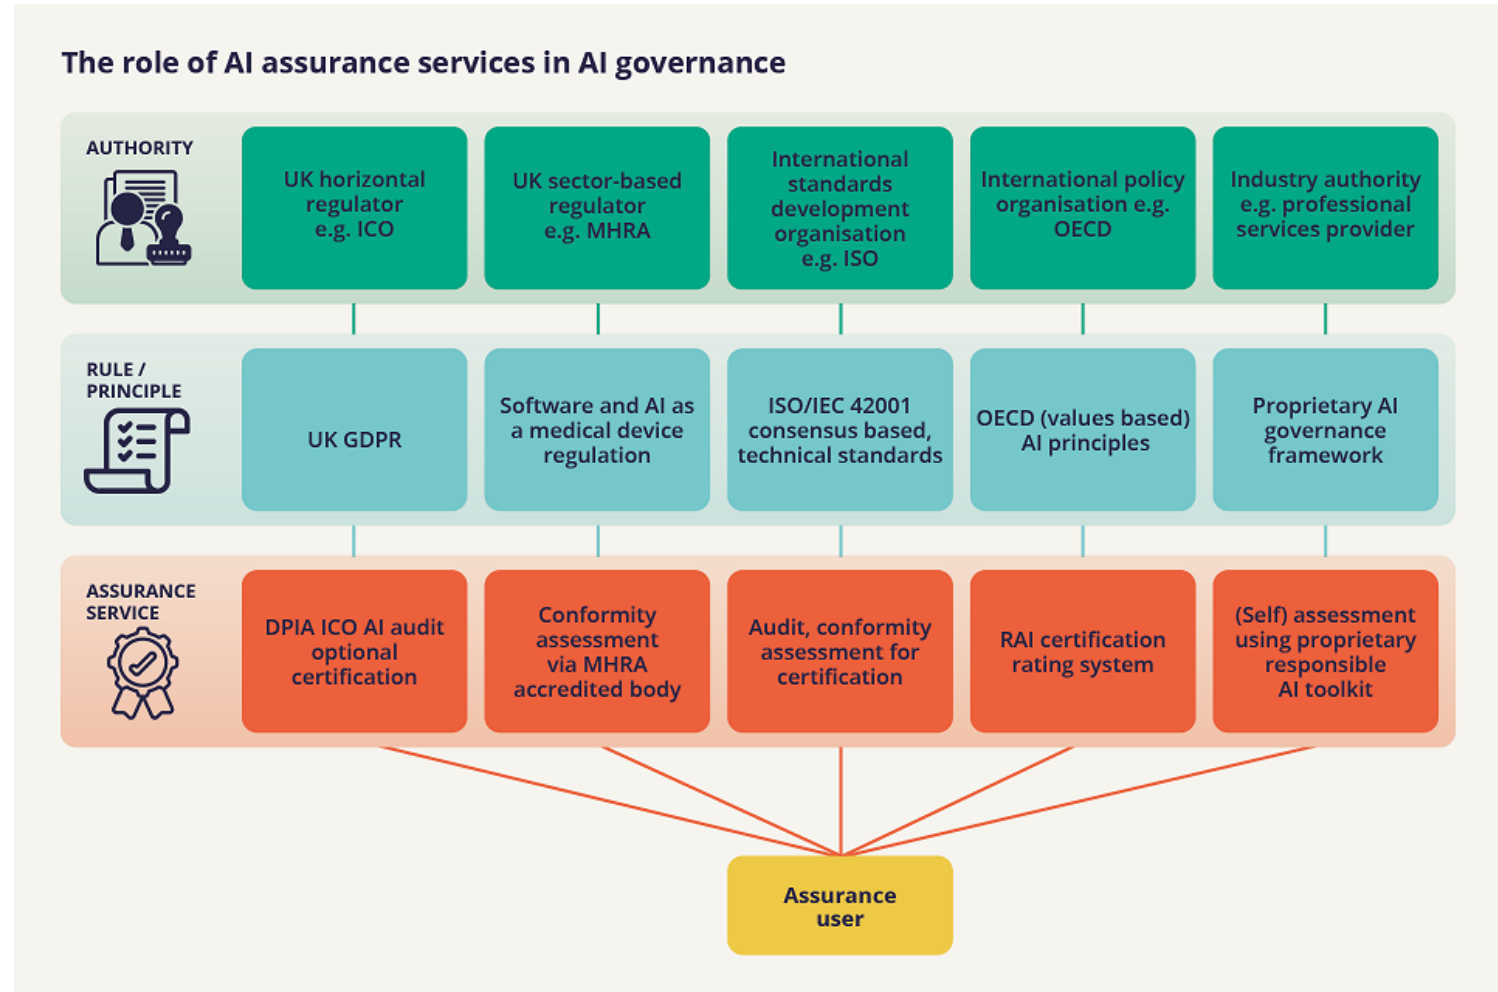 The role of AI assurance services in AI governance
AUTHORITY
UK horizontal
regulator
e.g. ICO
UK sector-based
regulator
e.g. MHRA
International
standards
development
organisation
e.g. ISO
International policy
organisation e.g.
OECD
Industry authority
e.g. professional
services provider
RULE /
PRINCIPLE
UK GDPR
Software and AI as
a medical device
regulation
ISO/IEC 42001
consensus based,
technical standards
OECD (values based)
AI principles
Proprietary AI
governance
framework
ASSURANCE
SERVICE
DPIA ICO AI audit
optional
certification
Conformity
assessment
via MHRA
accredited body
Audit, conformity
assessment for
certification
RAI certification
rating system
(Self) assessment
using proprietary
responsible
AI toolkit
Assurance
user